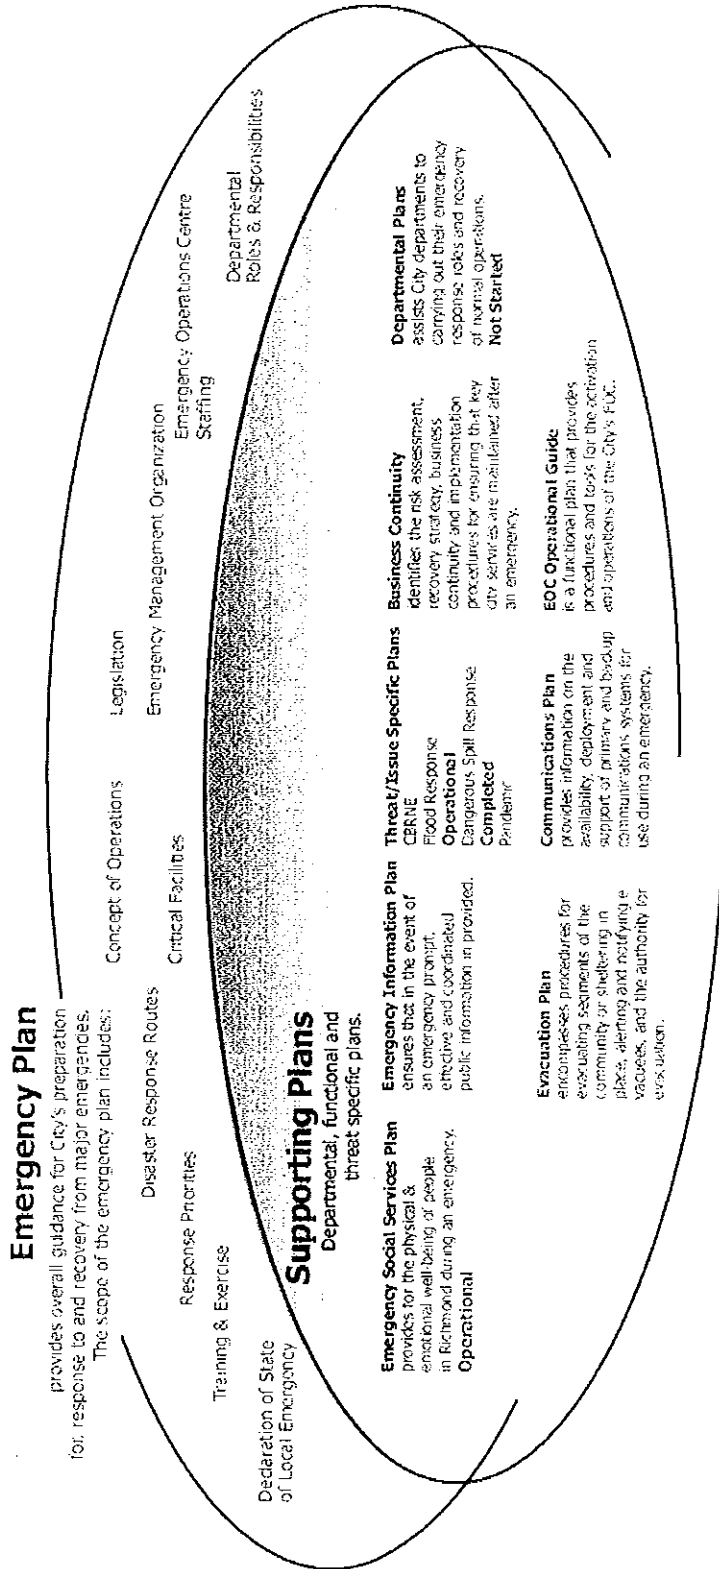 Emergency Plan
provides overall guidance for City's preparation
for, response to and recovery from major emergencies.
The scope of the emergency plan includes:
Declaration of State
of Local Emergency
Training & Exercise
Response Priorities
Disaster Response Routes
Critical Facilities
Concept of Operations
Legislation
Emergency Management Organization
Emergency Operations Centre
Staffing
Departmental
Roles & Responsibilities
Supporting Plans
Departmental, functional and
threat specific plans.
Emergency Social Services Plan
provides for the physical &
emotional well-being of people
in Richmond during an emergency.
Operational
Emergency Information Plan
ensures that in the event of
an emergency prompt,
effective and coordinated
public information in provided.
Threat/Issue Specific Plans
CBRNE
Flood Response
Operational
Dangerous Spill Response
Completed
Pandemic
Business Continuity
identifies the risk assessment,
recovery strategy, business
continuity and implementation
procedures for ensuring that key
city services are maintained after
an emergency.
Departmental Plans
assists City departments to
carrying out their emergency
response roles and recovery
of normal operations.
Not Started
Evacuation Plan
encompasses procedures for
evacuating segments of the
community or sheltering in
place, alerting and notifying e
vacuees, and the authority for
evacuation.
Communications Plan
provides information on the
availability, deployment and
support of primary and backup
communications systems for
use during an emergency.
EOC Operational Guide
is a functional plan that provides
procedures and tools for the activation
and operations of the City's EOC.